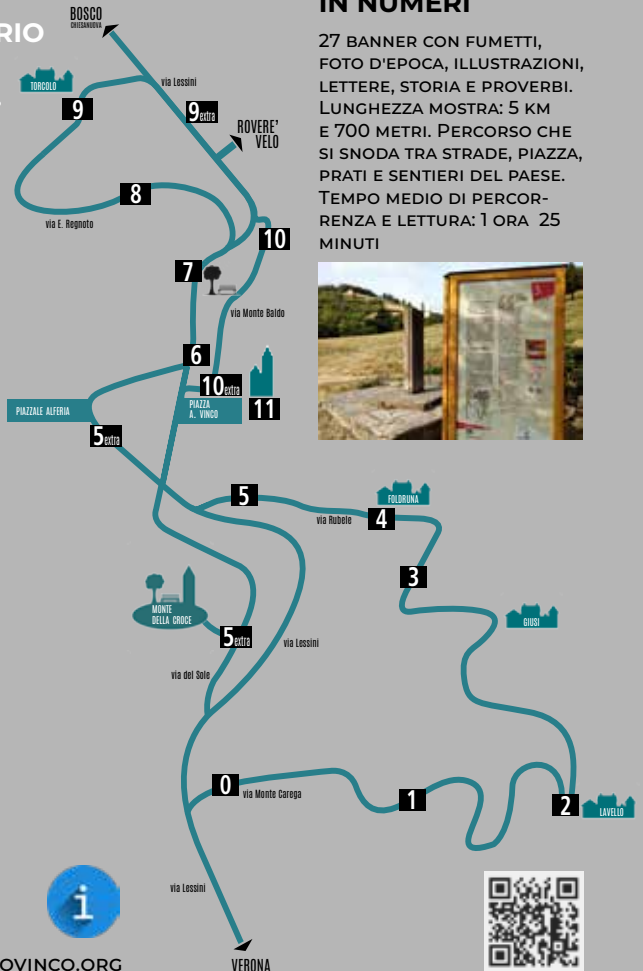 RIO
IN NUMERI
27 BANNER CON FUMETTI,
FOTO D'EPOCA, ILLUSTRAZIONI,
LETTERE, STORIA E PROVERBI.
LUNGHEZZA MOSTRA: 5 KM
E 700 METRI. PERCORSO CHE
SI SNODA TRA STRADE, PIAZZA,
PRATI E SENTIERI DEL PAESE.
TEMPO MEDIO DI PERCOR-
RENZA E LETTURA: 1 ORA 25
MINUTI
BOSCO
CHIESANUOVA
TORCOLO
via Lessini
9
9extra
ROVERE'
VELO
8
via E. Regnoto
10
7
via Monte Baldo
6
10extra
PIAZZA
A. VINCO
11
PIAZZALE ALFERIA
5extra
5
FOLDRUNA
via Rubele
4
3
MONTE
DELLA CROCE
GIUSI
5extra
via Lessini
via del Sole
0
via Monte Carega
1
2
LAVELLO
via Lessini
i
OVINCO.ORG
VERONA